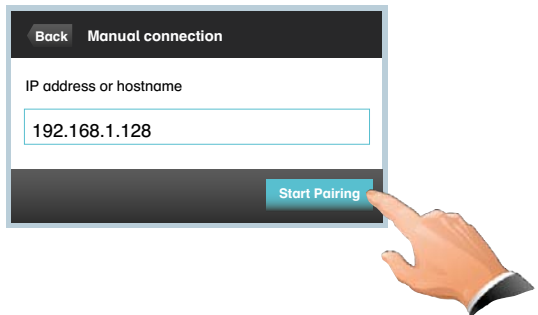 Back Manual connection
IP address or hostname
192.168.1.128
Start Pairing